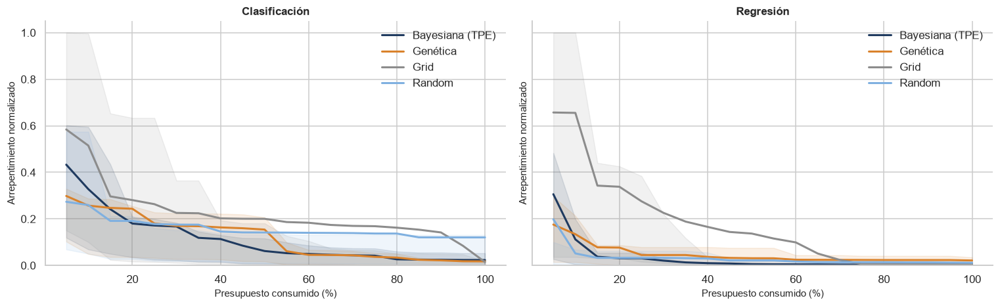 Clasificación
Arrepentimiento normalizado
1.0
0.8
0.6
0.4
0.2
0.0
Bayesiana (TPE)
Genética
Grid
Random
20
40
60
80
100
Presupuesto consumido (%)
Regresión
Arrepentimiento normalizado
Bayesiana (TPE)
Genética
Grid
Random
20
40
60
80
100
Presupuesto consumido (%)